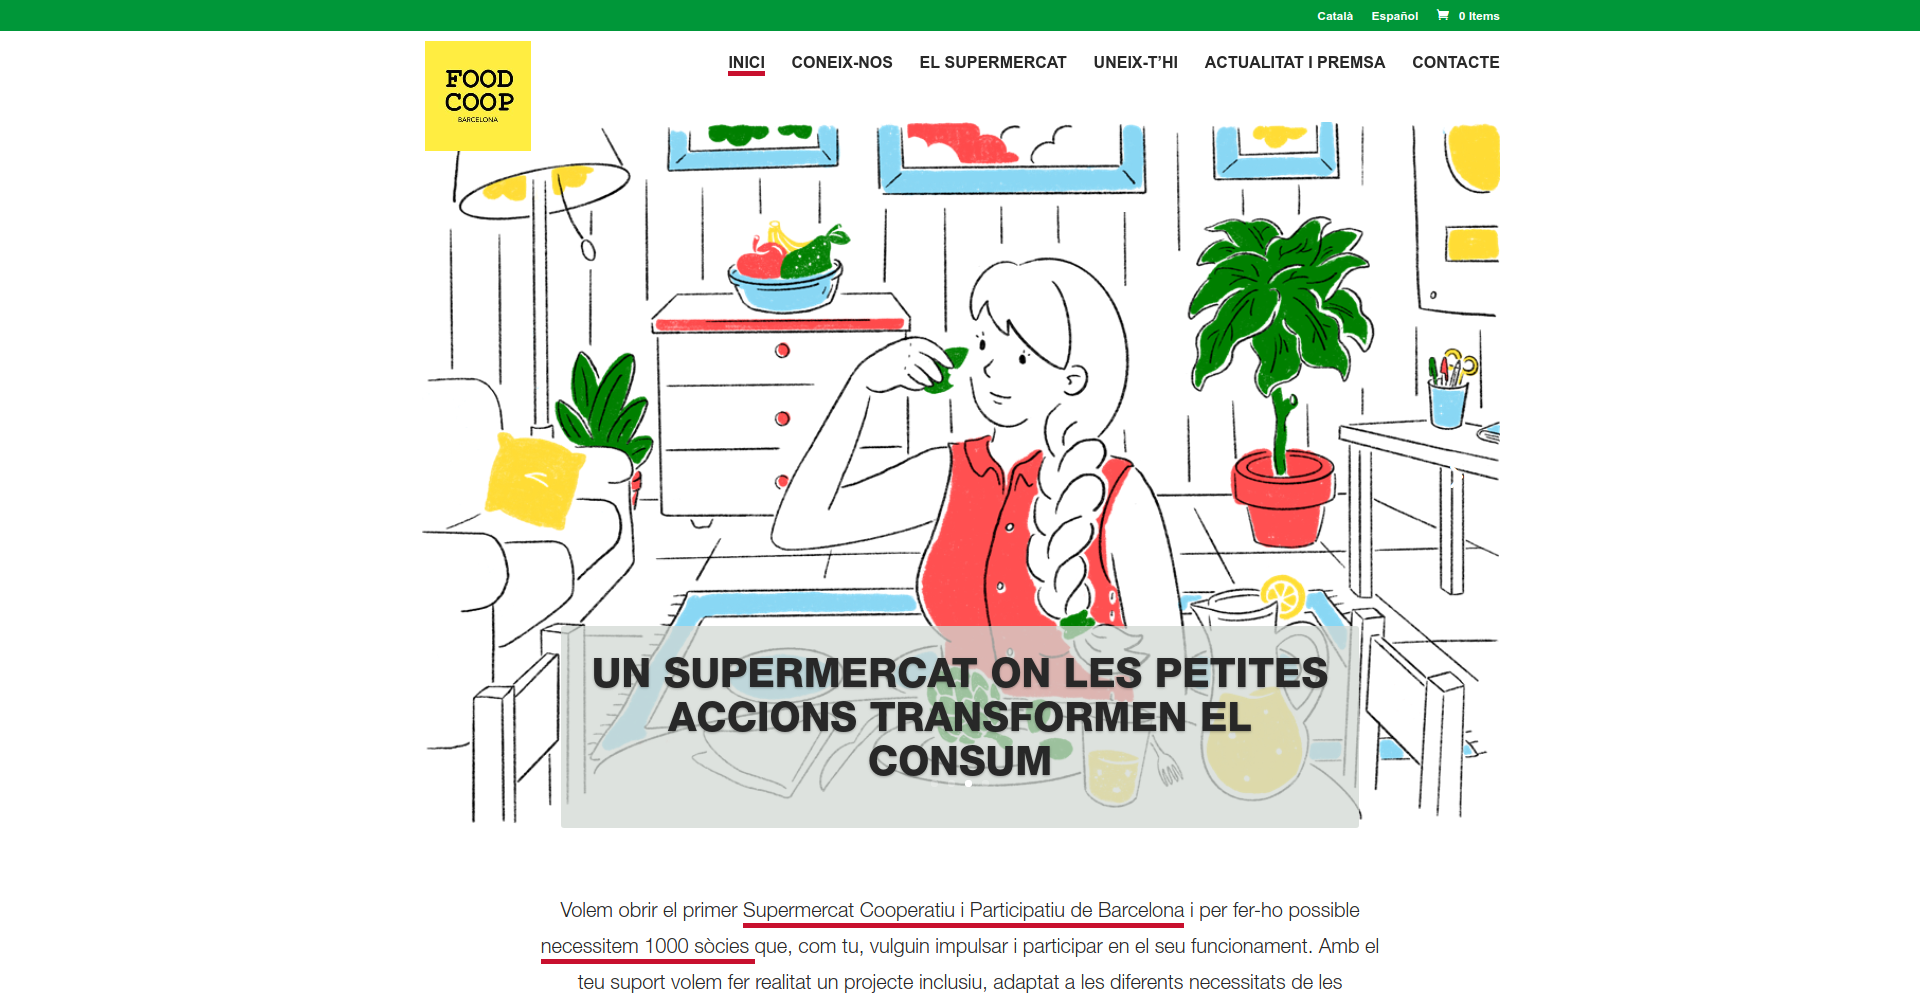 Català Español 0 Items
FOOD
COOP
BARCELONA
INICI CONEIX-NOS EL SUPERMERCAT UNEIX-T’HI ACTUALITAT I PREMSA CONTACTE
UN SUPERMERCAT ON LES PETITES
ACCIONS TRANSFORMEN EL
CONSUM
Volem obrir el primer Supermercat Cooperatiu i Participatiu de Barcelona i per fer-ho possible
necessitem 1000 sòcies que, com tu, vulguin impulsar i participar en el seu funcionament. Amb el
teu suport volem fer realitat un projecte inclusiu, adaptat a les diferents necessitats de les